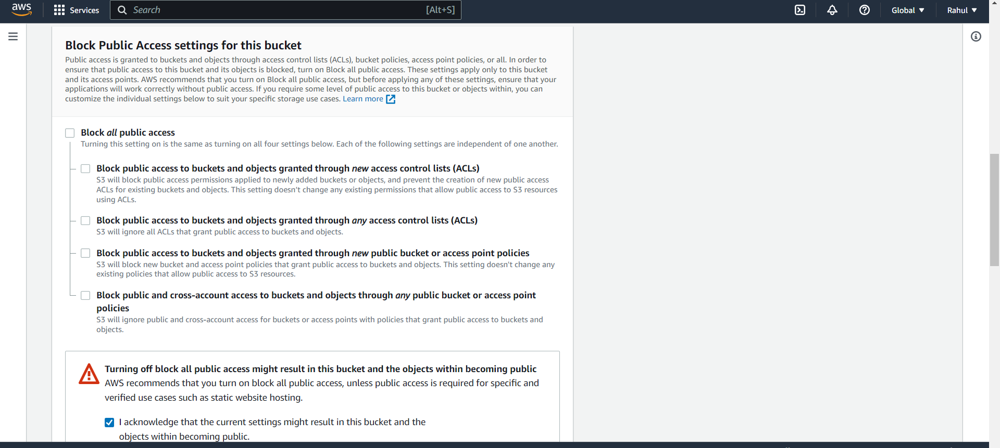 aws
Services
Search
[Alt+S]
Global
Rahul
Block Public Access settings for this bucket
Public access is granted to buckets and objects through access control lists (ACLs), bucket policies, access point policies, or all. In order to
ensure that public access to this bucket and its objects is blocked, turn on Block all public access. These settings apply only to this bucket
and its access points. AWS recommends that you turn on Block all public access, but before applying any of these settings, ensure that your
applications will work correctly without public access. If you require some level of public access to this bucket or objects within, you can
customize the individual settings below to suit your specific storage use cases. Learn more
Block all public access
Turning this setting on is the same as turning on all four settings below. Each of the following settings are independent of one another.
Block public access to buckets and objects granted through new access control lists (ACLs)
S3 will block public access permissions applied to newly added buckets or objects, and prevent the creation of new public access
ACLs for existing buckets and objects. This setting doesn’t change any existing permissions that allow public access to S3 resources
using ACLs.
Block public access to buckets and objects granted through any access control lists (ACLs)
S3 will ignore all ACLs that grant public access to buckets and objects.
Block public access to buckets and objects granted through new public bucket or access point policies
S3 will block new bucket and access point policies that grant public access to buckets and objects. This setting doesn't change any
existing policies that allow public access to S3 resources.
Block public and cross-account access to buckets and objects through any public bucket or access point
policies
S3 will ignore public and cross-account access for buckets or access points with policies that grant public access to buckets and
objects.
Turning off block all public access might result in this bucket and the objects within becoming public
AWS recommends that you turn on block all public access, unless public access is required for specific and
verified use cases such as static website hosting.
I acknowledge that the current settings might result in this bucket and the
objects within becoming public.